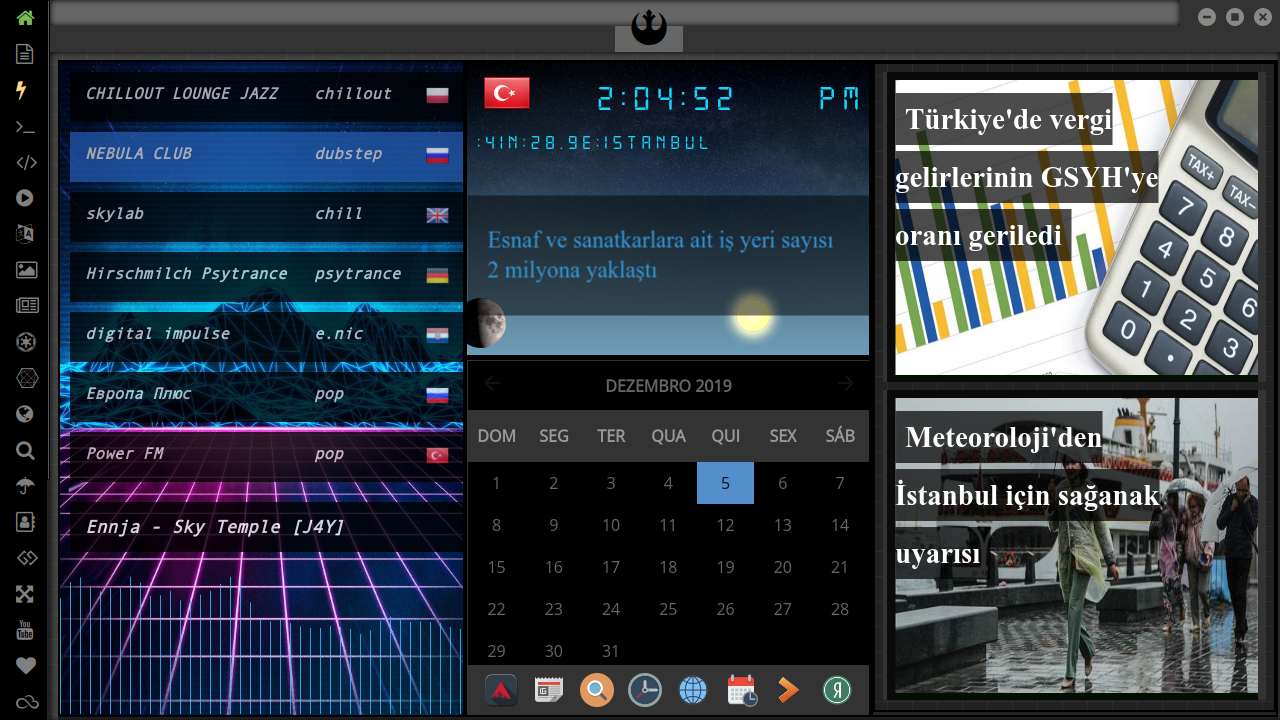 CHILLOUT LOUNGE JAZZ chillout
NEBULA CLUB dubstep
skylab chill
Hirschmilch Psytrance psytrance
digital impulse e.nic
Европа Плюс pop
Power FM pop
Ennja - Sky Temple [J4Y]
2:04:52 PM
:41N:28.9E:ISTANBUL
Esnaf ve sanatkarlara ait iş yeri sayısı
2 milyona yaklaştı
DEZEMBRO 2019
DOM SEG TER QUA QUI SEX SÁB
1 2 3 4 5 6 7
8 9 10 11 12 13 14
15 16 17 18 19 20 21
22 23 24 25 26 27 28
29 30 31
Я
Türkiye'de vergi
gelirlerinin GSYH'ye
oranı geriledi
TAX+ TAX-
7 8
4 5 6
1 2 3
0 •
Meteoroloji'den
İstanbul için sağanak
uyarısı
You
Tube